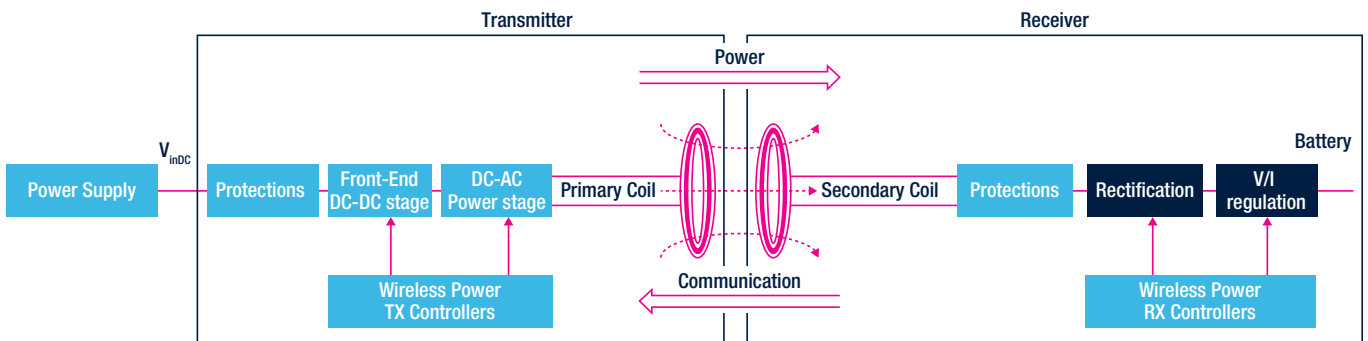 Transmitter
Receiver
Power
V inDC
Battery
Power Supply
Protections
Front-End
DC-DC stage
DC-AC
Power stage
Primary Coil
Secondary Coil
Protections
Rectification
V/I
regulation
Communication
Wireless Power
TX Controllers
Wireless Power
RX Controllers